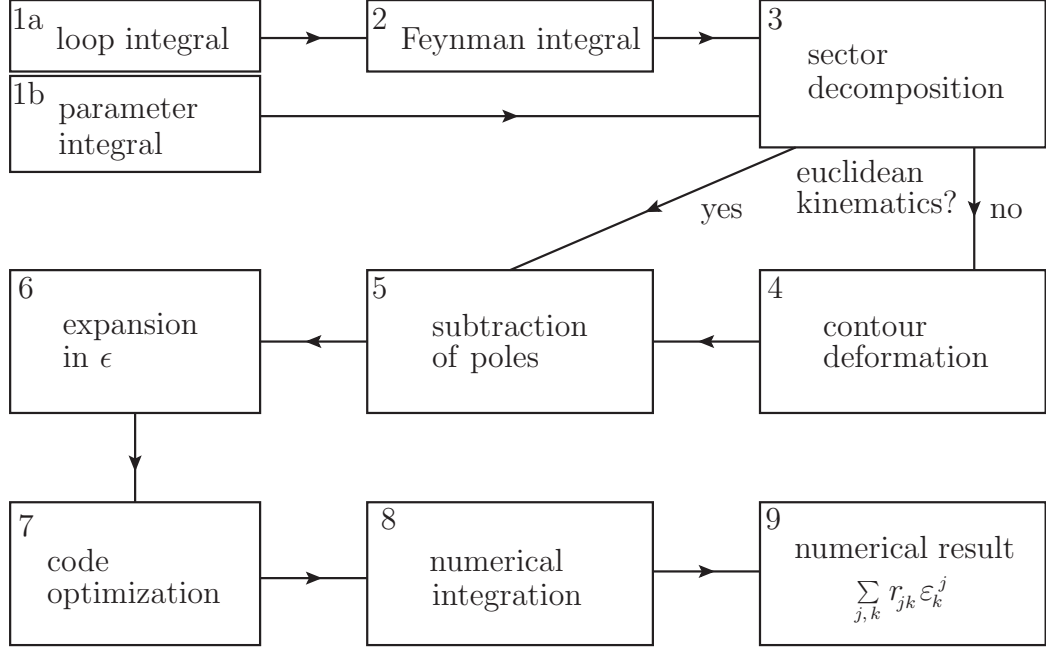 1a
loop integral
2
Feynman integral
3
sector
decomposition
1b
parameter
integral
euclidean
kinematics?
yes
no
6
expansion
in ϵ
5
subtraction
of poles
4
contour
deformation
7
code
optimization
8
numerical
integration
9
numerical result
∑_{j,k} r_{jk} ε_k^j